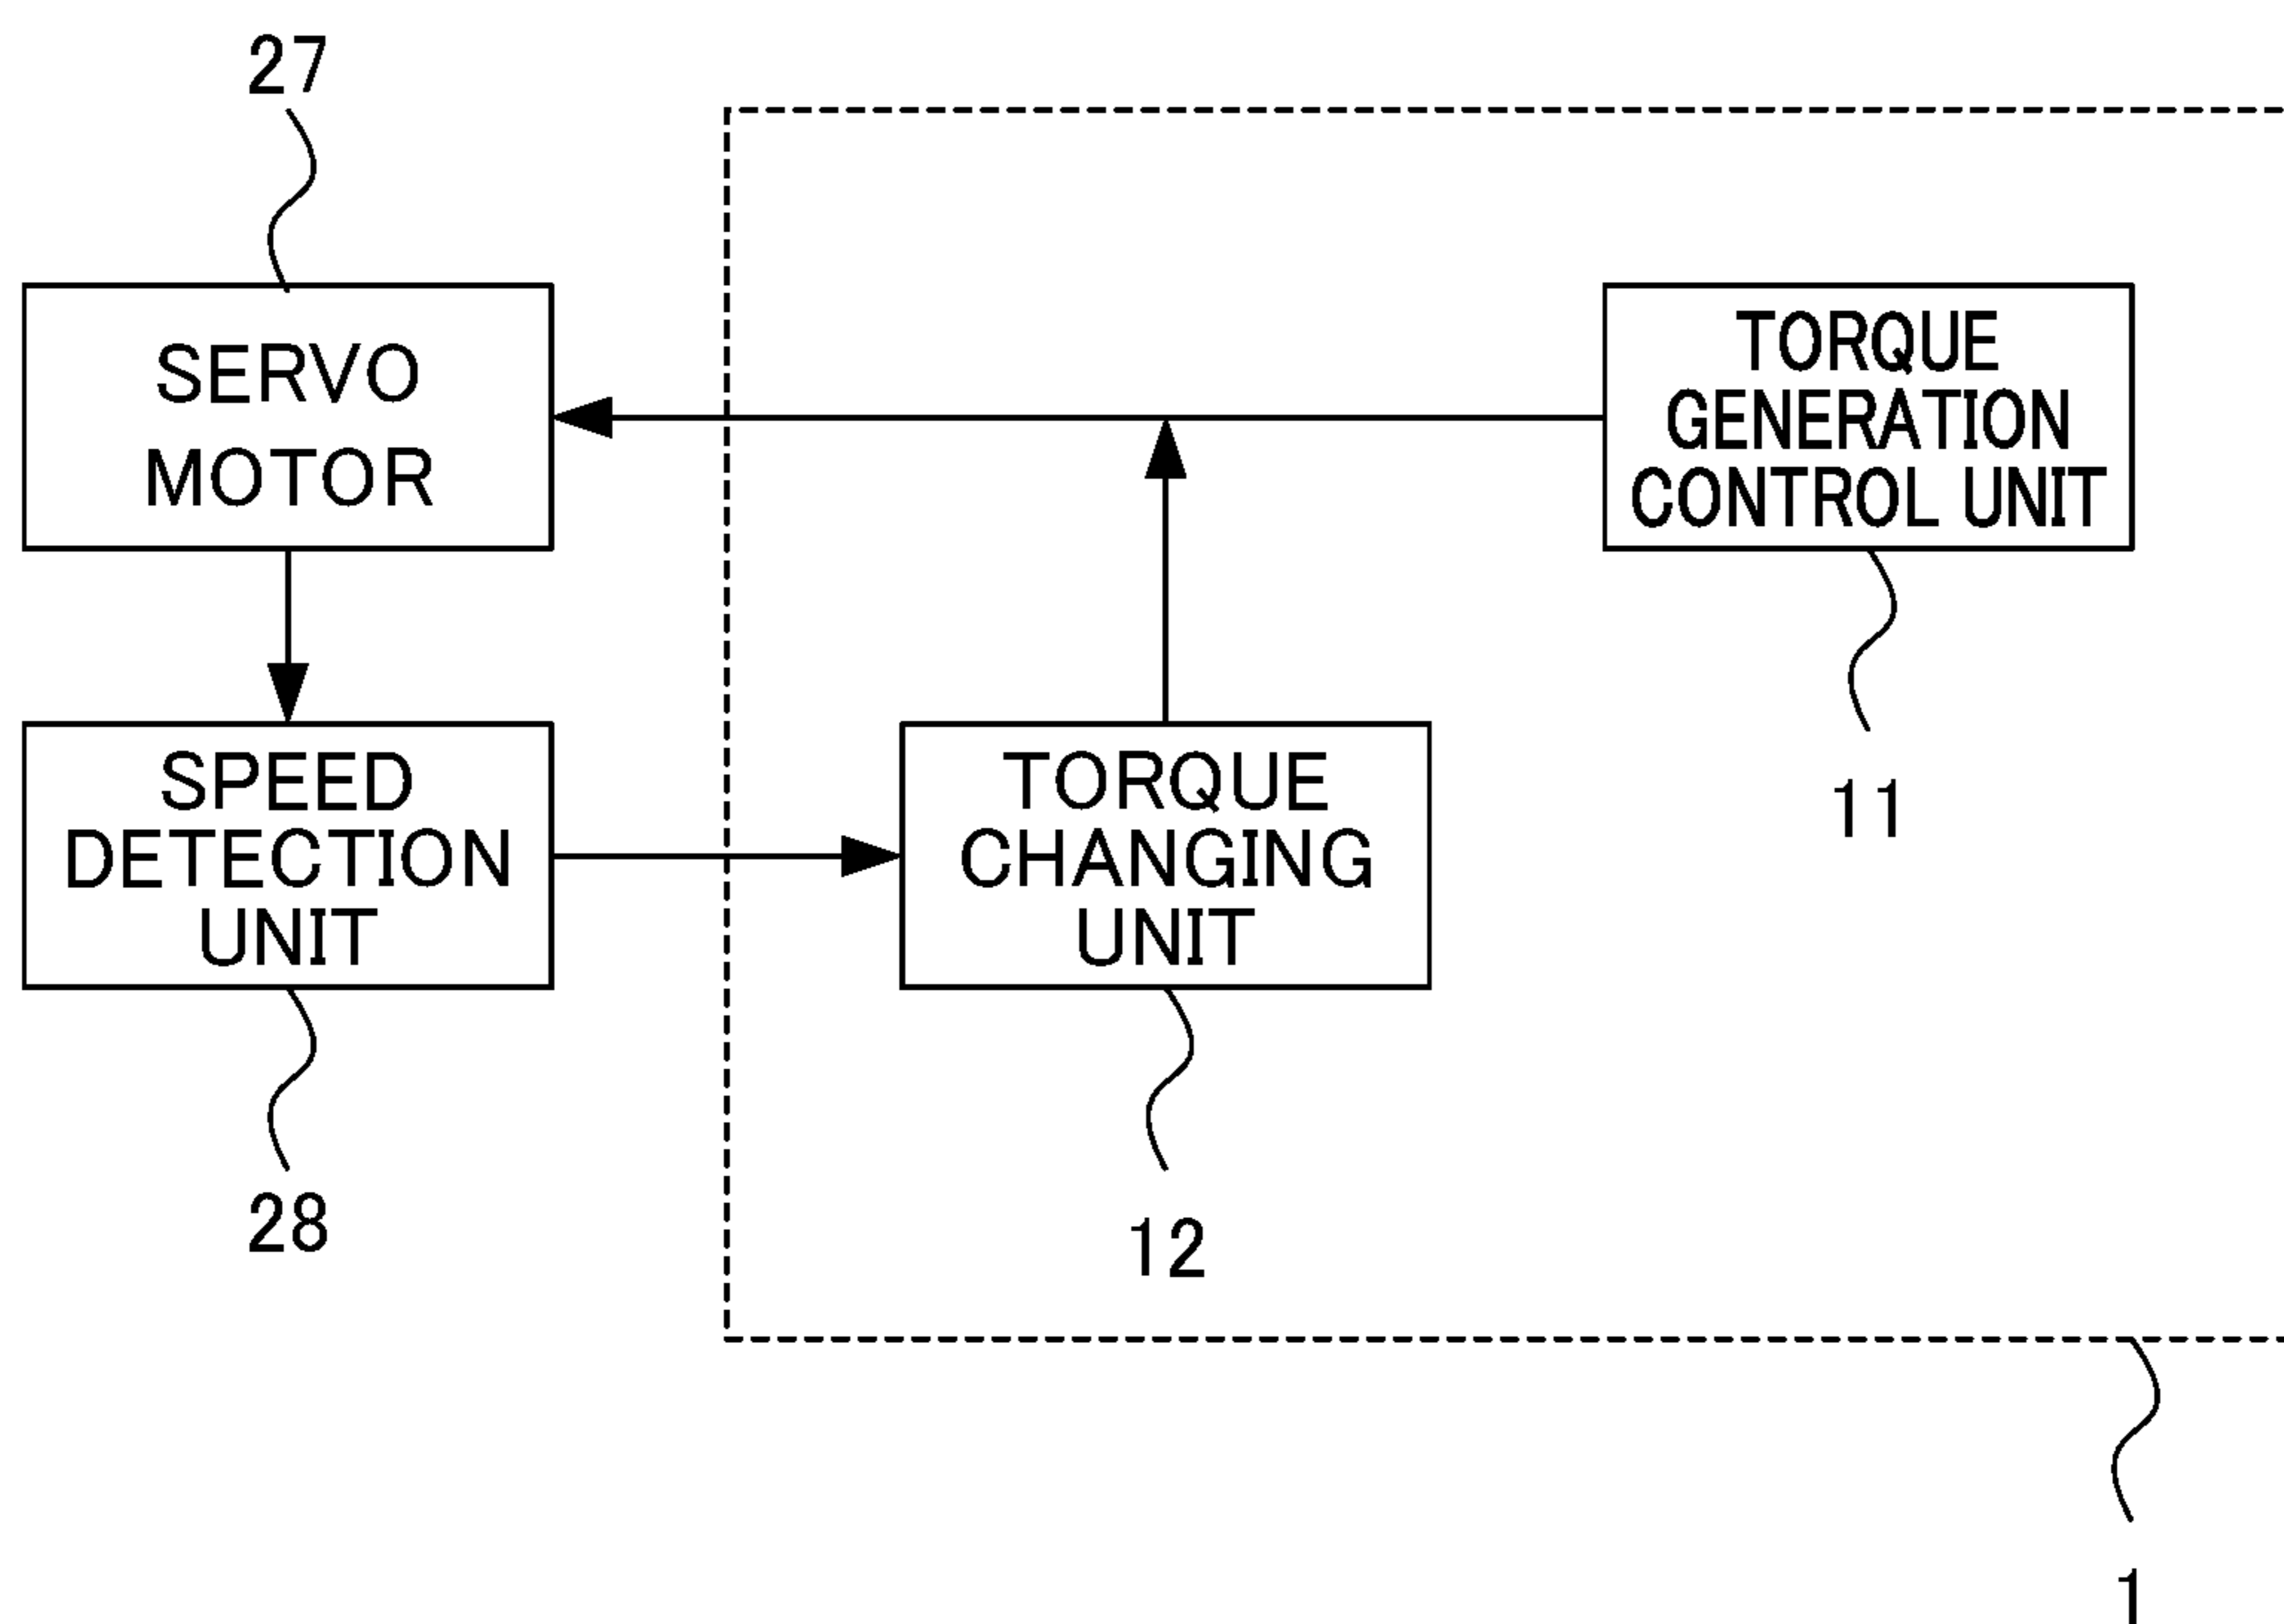 27
SERVO
MOTOR
TORQUE
GENERATION
CONTROL UNIT
11
SPEED
DETECTION
UNIT
28
TORQUE
CHANGING
UNIT
12
1